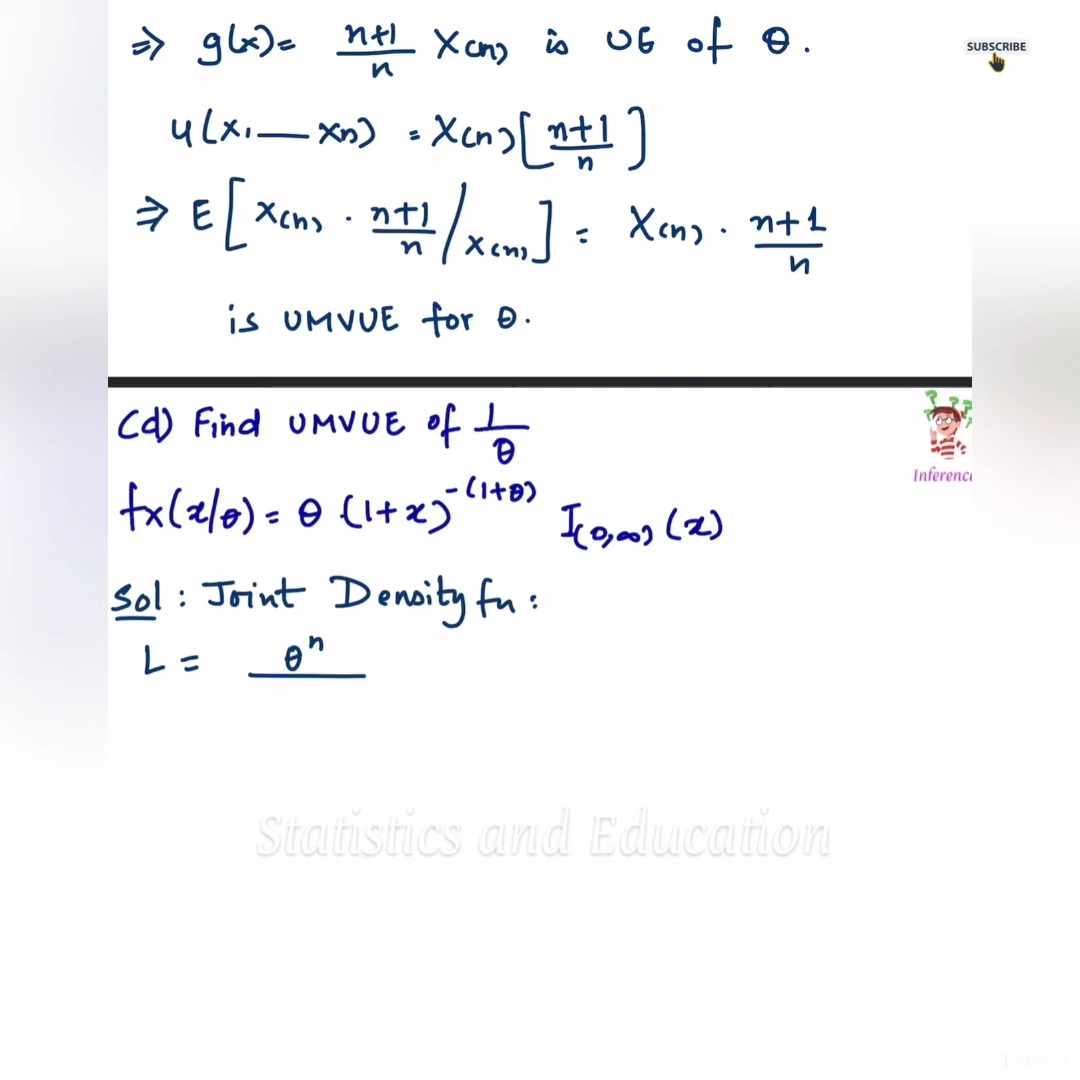 ⇒ g(x) = n+1/n X(n) is UE of θ.
SUBSCRIBE
u(x1 — xn) = X(n) [n+1/n]
⇒ E[X(n) · n+1/n / X(n)] = X(n) · n+1/n
is UMVUE for θ.
(d) Find UMVUE of 1/θ
Inference
fx(x/θ) = θ (1+x)^-(1+θ) I(0,∞) (x)
Sol : Joint Density fn :
L = θ^n
Statistics and Education